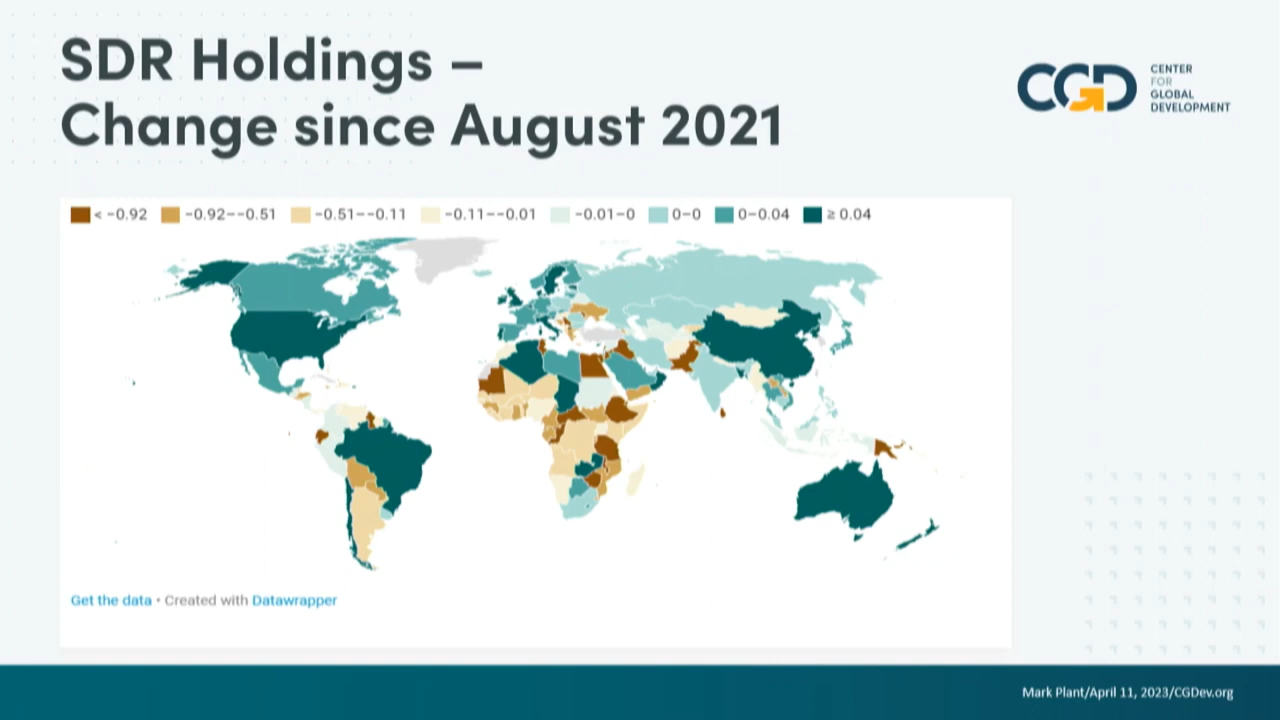 SDR Holdings –
Change since August 2021
CGD
CENTER
FOR
GLOBAL
DEVELOPMENT
< −0.92 −0.92−−0.51 −0.51−−0.11 −0.11−−0.01 −0.01−0 0−0 0−0.04 ≥ 0.04
Get the data • Created with Datawrapper
Mark Plant/April 11, 2023/CGDev.org